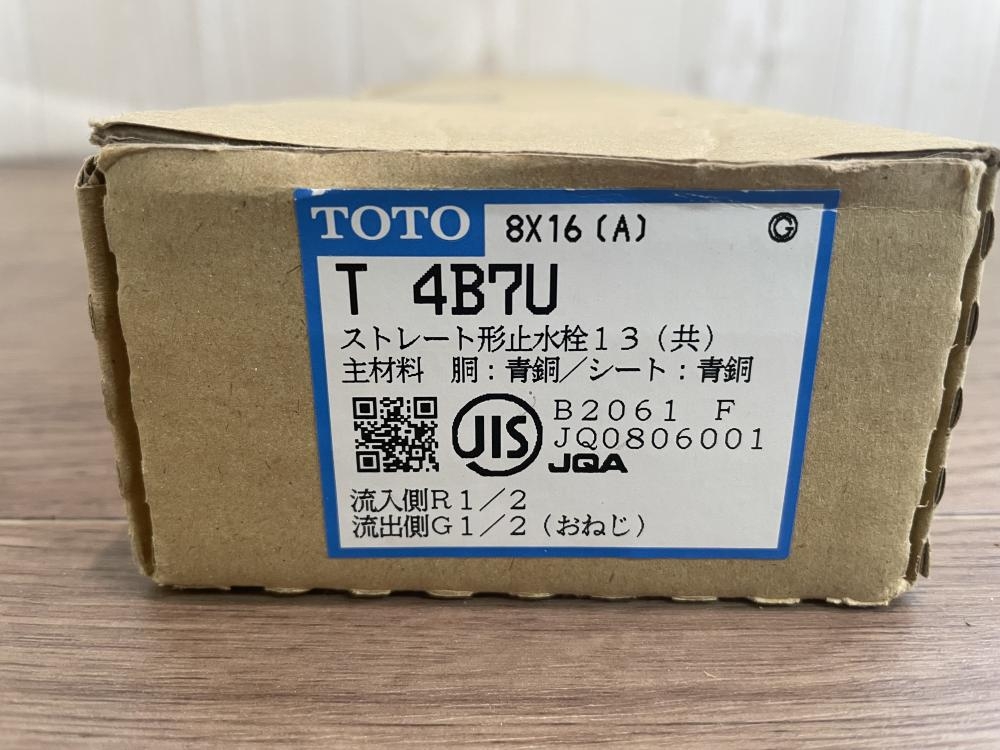 TOTO 8X16(A) G
T 4B7U
ストレート形止水栓13(共)
主材料 胴:青銅/シート:青銅
JIS B2061 F
JQ0806001
JQA
流入側R1/2
流出側G1/2(おねじ)